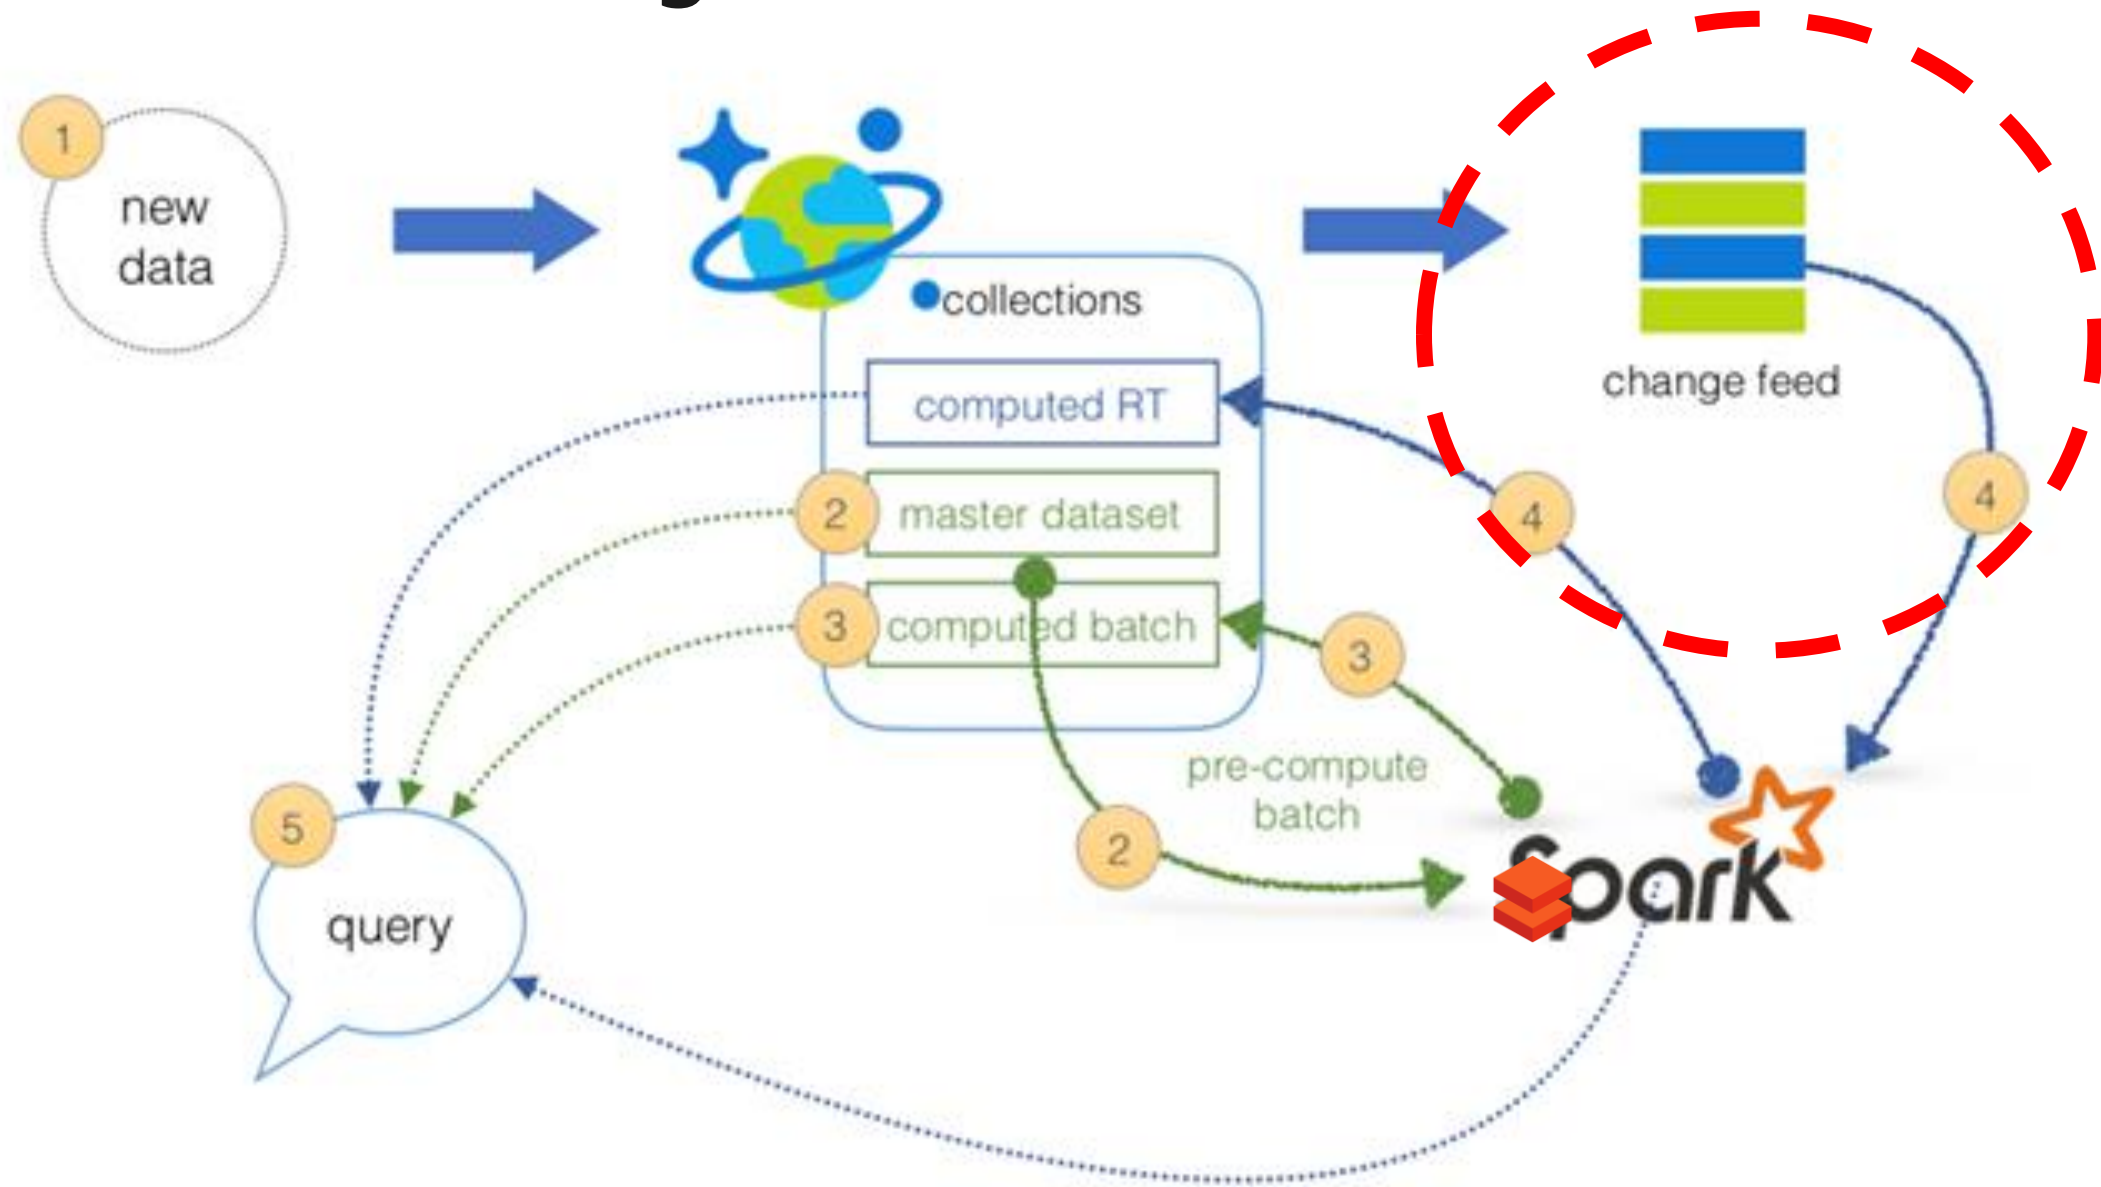 1
new
data
collections
computed RT
2
master dataset
3
computed batch
change feed
4
4
3
pre-compute
batch
2
5
query
Spark